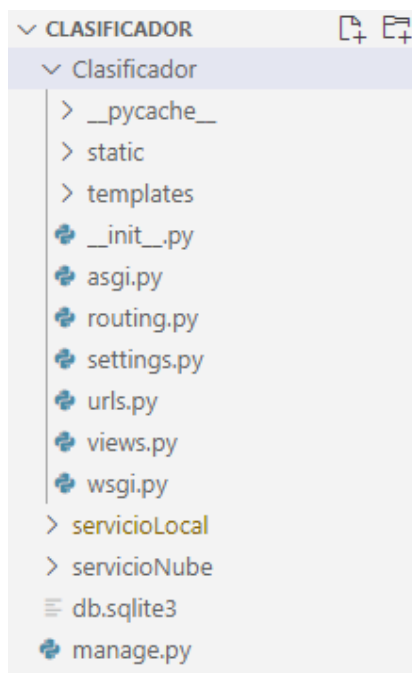 CLASIFICADOR
Clasificador
__pycache__
static
templates
__init__.py
asgi.py
routing.py
settings.py
urls.py
views.py
wsgi.py
servicioLocal
servicioNube
db.sqlite3
manage.py